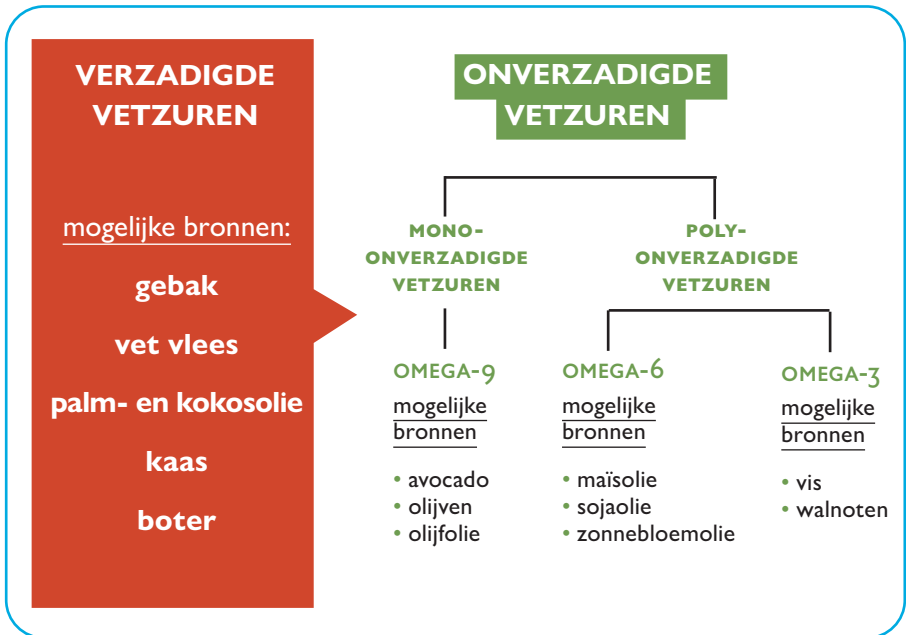 VERZADIGDE
VETZUREN
mogelijke bronnen:
gebak
vet vlees
palm- en kokosolie
kaas
boter
ONVERZADIGDE
VETZUREN
MONO-
ONVERZADIGDE
VETZUREN
OMEGA-9
mogelijke
bronnen
• avocado
• olijven
• olijfolie
POLY-
ONVERZADIGDE
VETZUREN
OMEGA-6
mogelijke
bronnen
• maïsolie
• sojaolie
• zonnebloemolie
OMEGA-3
mogelijke
bronnen
• vis
• walnoten